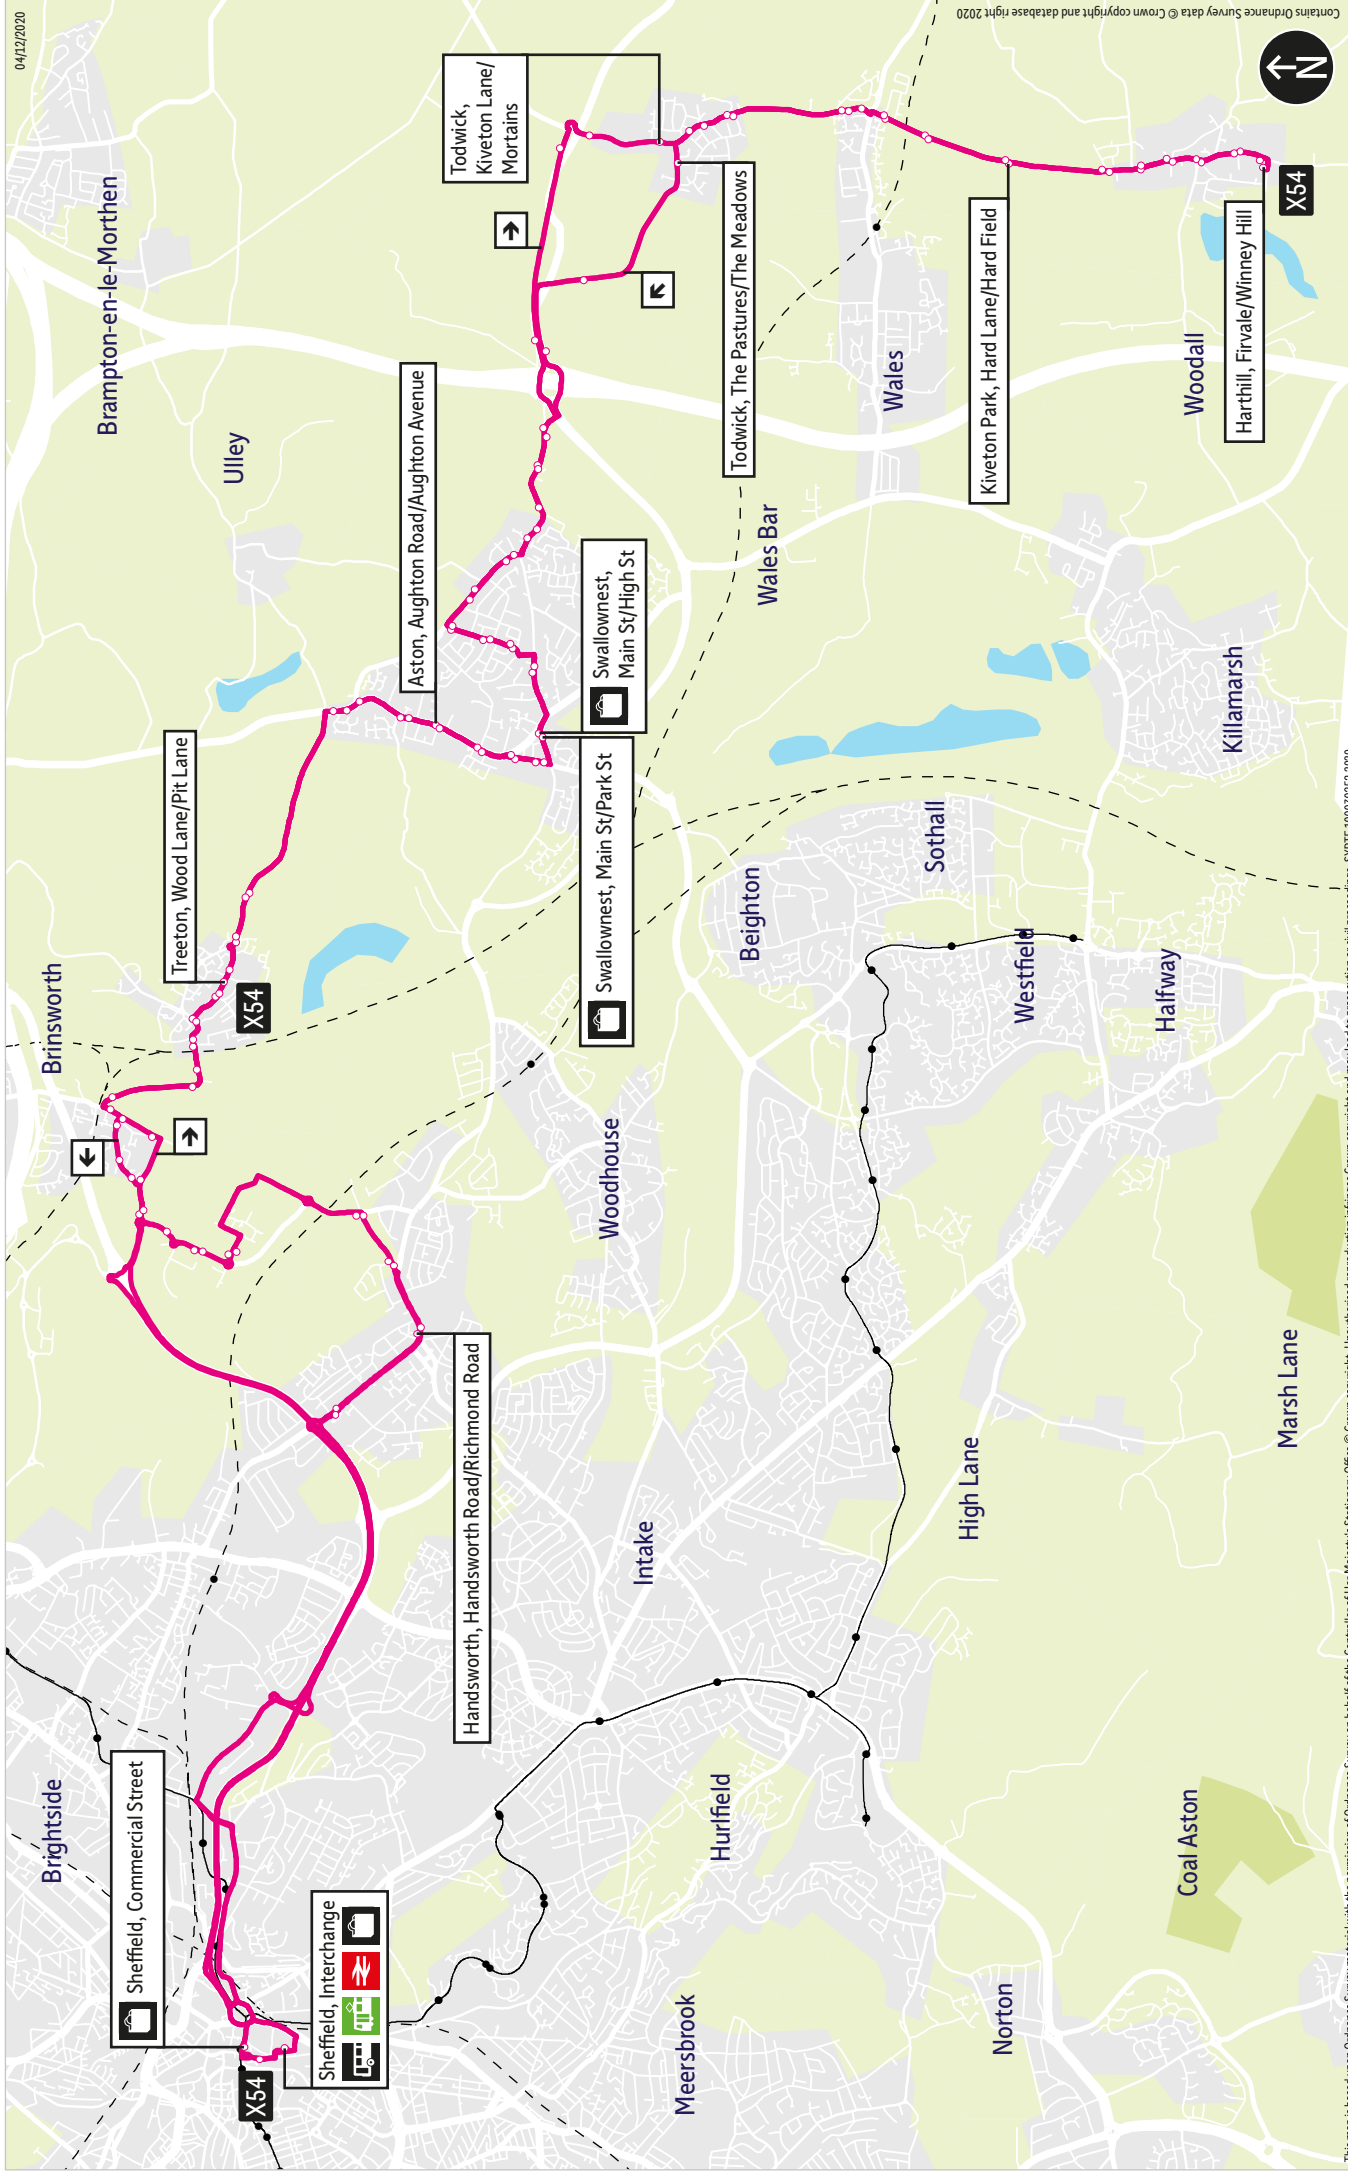 04/12/2020
Contains Ordnance Survey data © Crown copyright and database right 2020
N
Brampton-en-le-Morthen
Todwick,
Kiveton Lane/
Mortains
Ulley
Aston, Aughton Road/Aughton Avenue
Todwick, The Pastures/The Meadows
Wales
Kiveton Park, Hard Lane/Hard Field
Woodall
Harthill, Firvale/Winney Hill
X54
Wales Bar
Swallownest,
Main St/High St
Killamarsh
Treeton, Wood Lane/Pit Lane
Swallownest, Main St/Park St
Sothall
Beighton
Brinsworth
X54
Westfield
Halfway
Woodhouse
Handsworth, Handsworth Road/Richmond Road
Marsh Lane
High Lane
Intake
Brightside
Sheffield, Commercial Street
Hurlfield
Coal Aston
Sheffield, Interchange
Meersbrook
Norton
X54